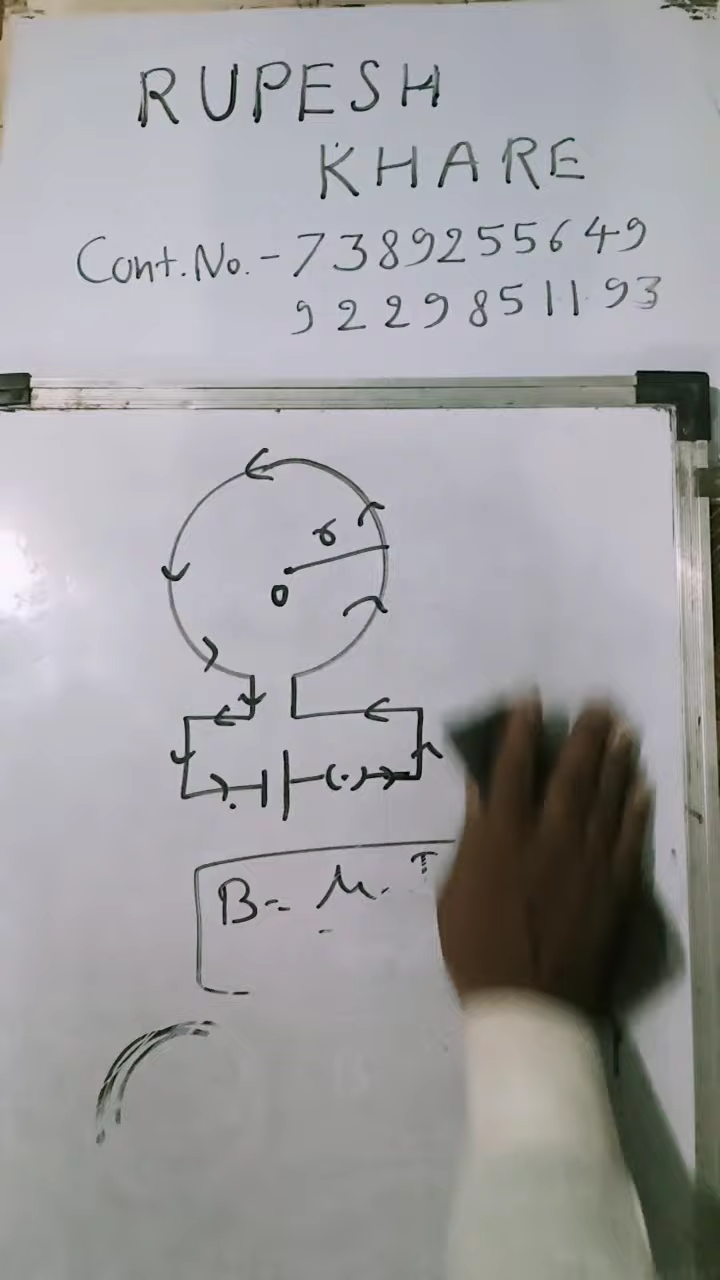 RUPESH
KHARE
Cont.No.-7389255649
9229851193
r
O
B= μ. I